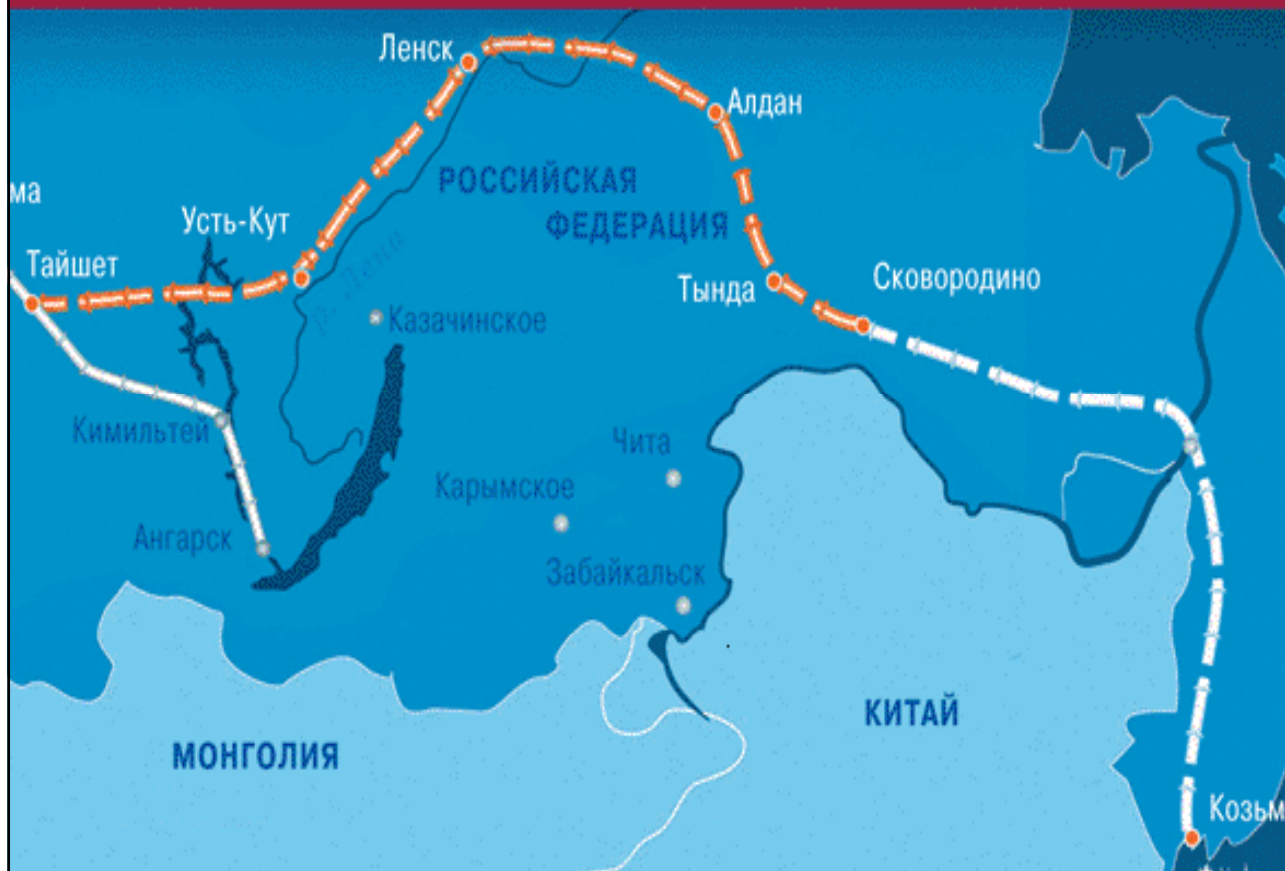 Ленск
Алдан
РОССИЙСКАЯ
ФЕДЕРАЦИЯ
ма
Усть-Кут
р. Лена
Тайшет
Тында
Сковородино
Казачинское
Кимильтей
Чита
Карымское
Ангарск
Забайкальск
КИТАЙ
МОНГОЛИЯ
Козьм